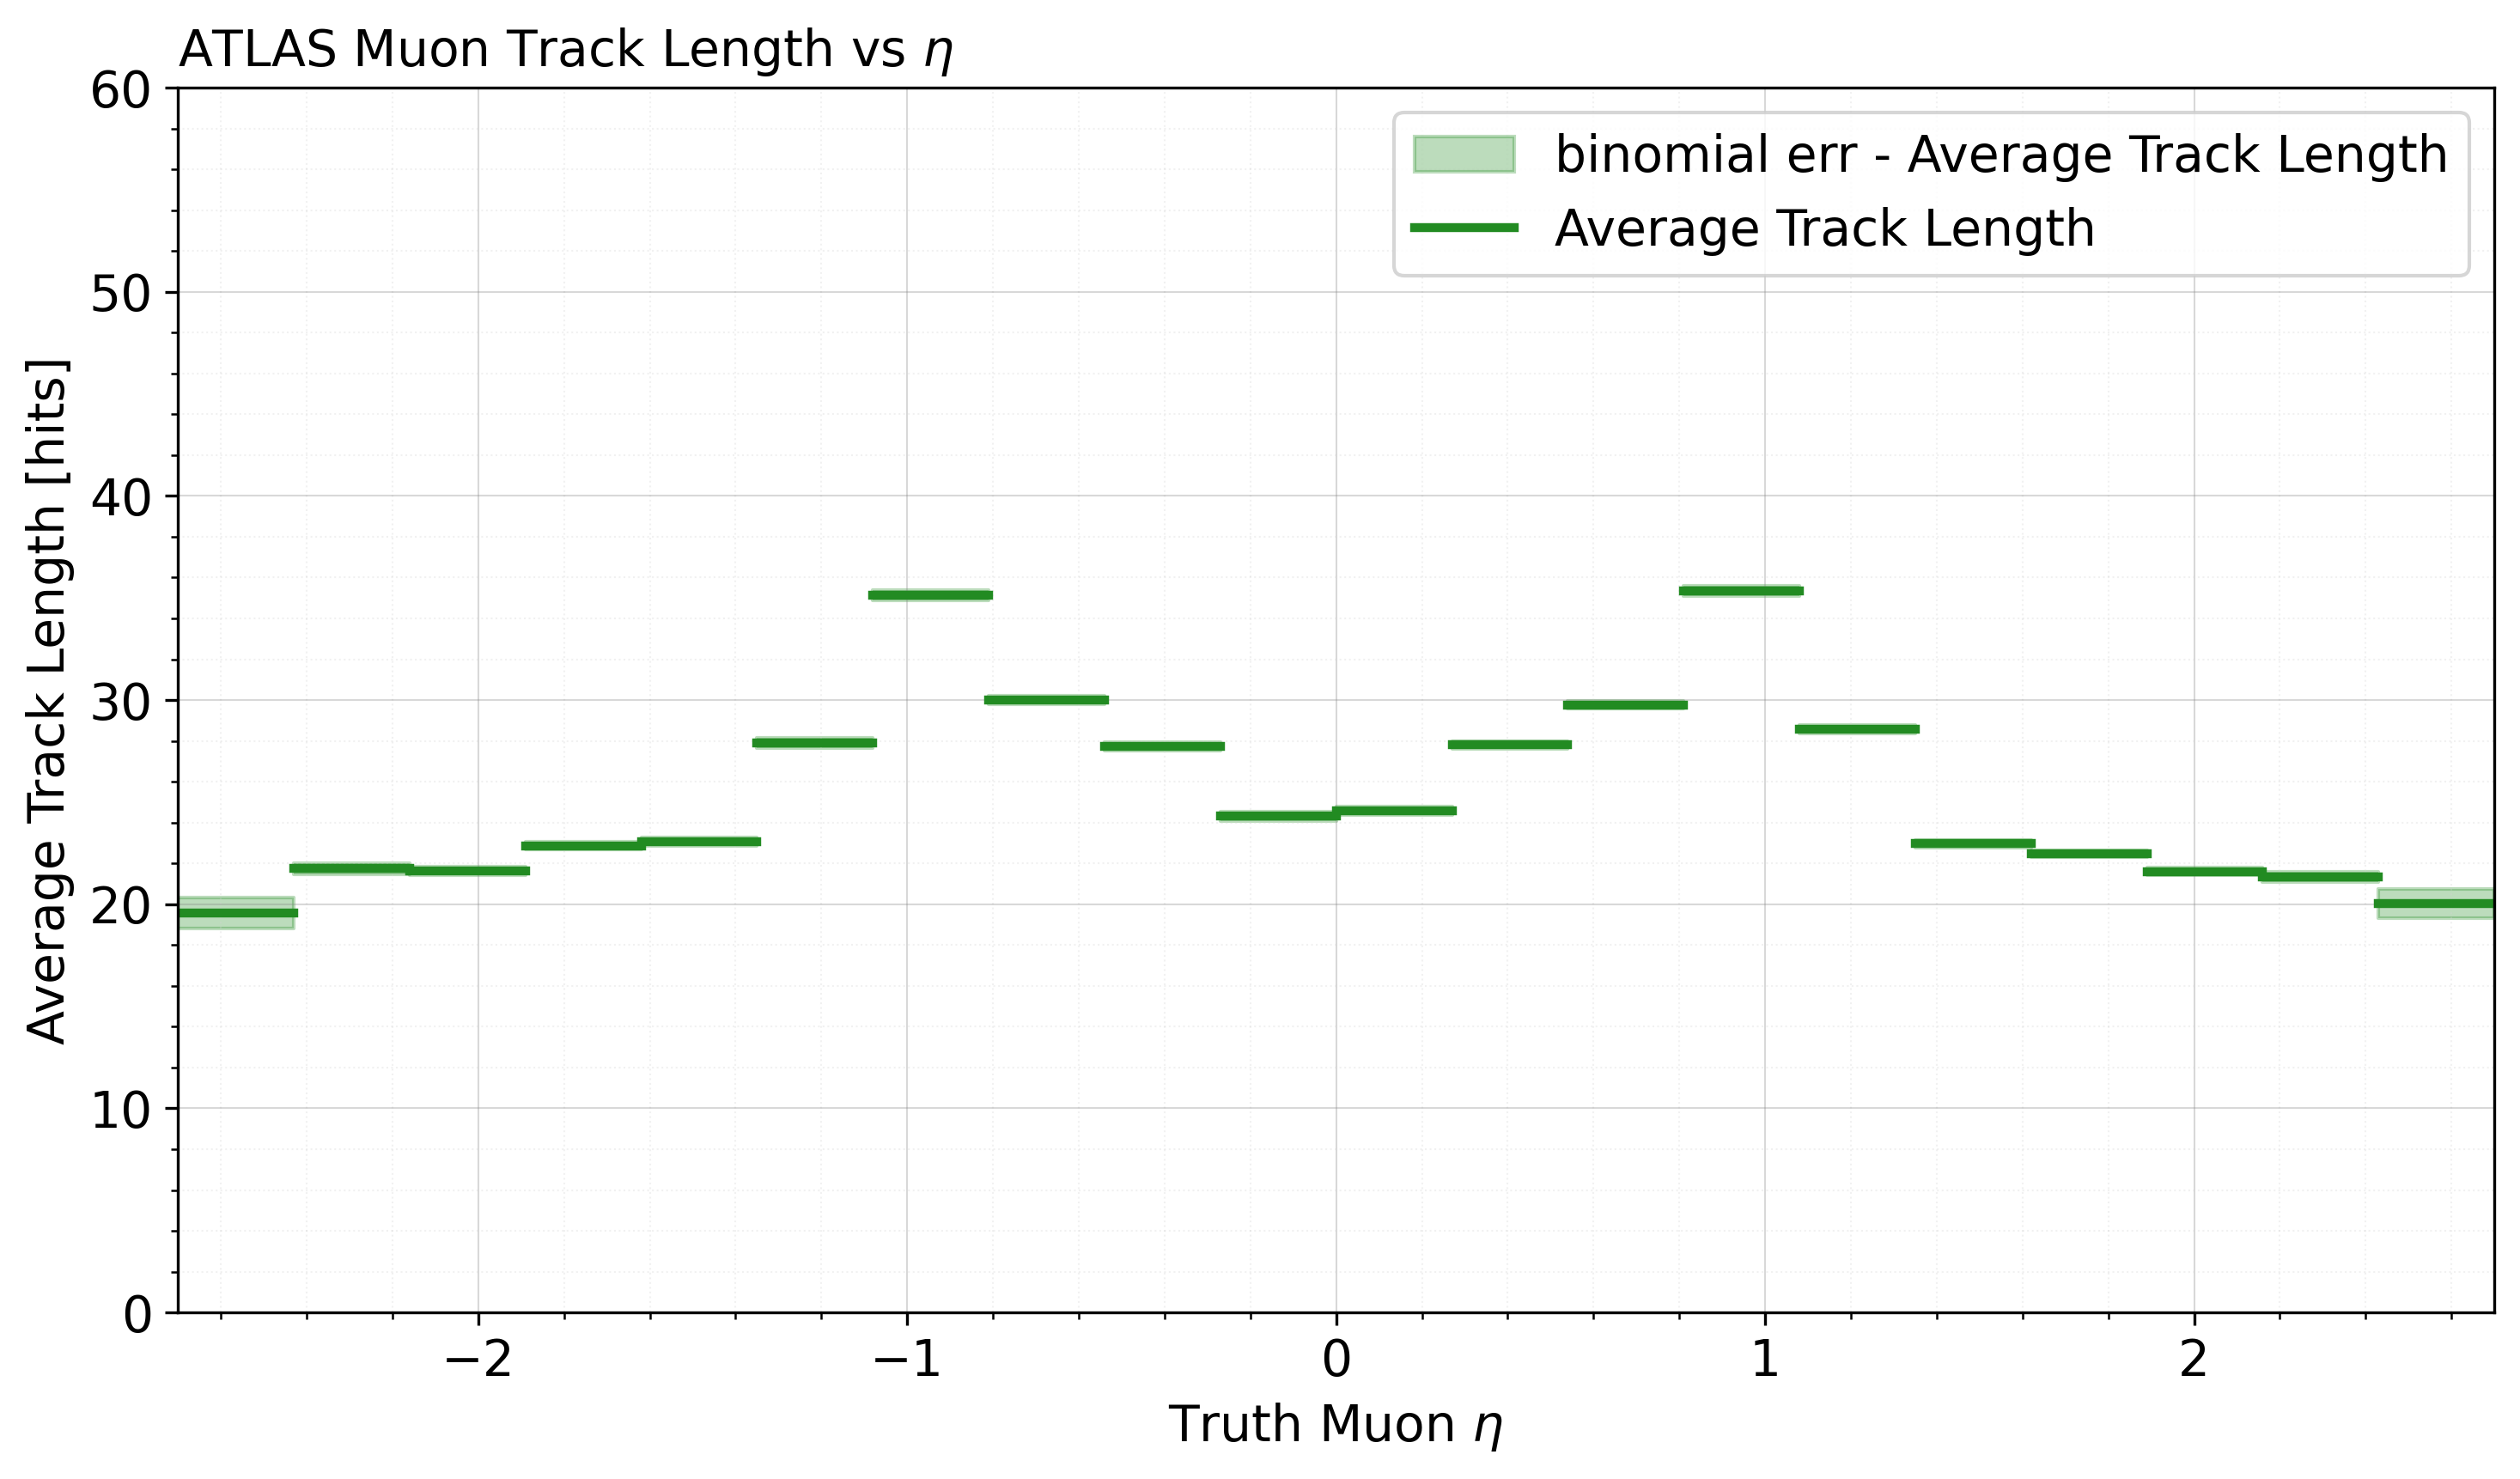 ATLAS Muon Track Length vs η
60
50
40
30
20
10
0
Average Track Length [hits]
binomial err - Average Track Length
Average Track Length
−2 −1 0 1 2
Truth Muon η